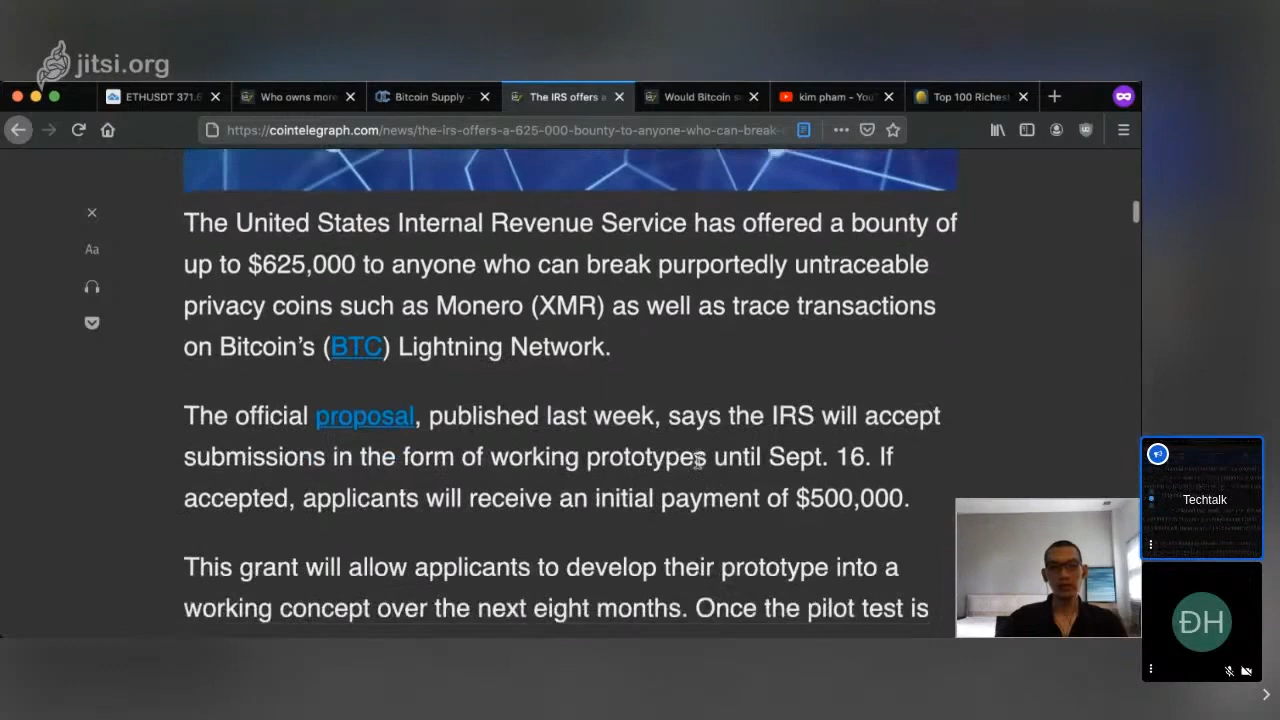 jitsi.org
ETHUSDT 371.6
Who owns more
Bitcoin Supply -
The IRS offers a
Would Bitcoin s
kim pham - You
Top 100 Riches
https://cointelegraph.com/news/the-irs-offers-a-625-000-bounty-to-anyone-who-can-break-
The United States Internal Revenue Service has offered a bounty of
up to $625,000 to anyone who can break purportedly untraceable
privacy coins such as Monero (XMR) as well as trace transactions
on Bitcoin’s (BTC) Lightning Network.
Aa
The official proposal, published last week, says the IRS will accept
submissions in the form of working prototypes until Sept. 16. If
accepted, applicants will receive an initial payment of $500,000.
This grant will allow applicants to develop their prototype into a
working concept over the next eight months. Once the pilot test is
Techtalk
ĐH